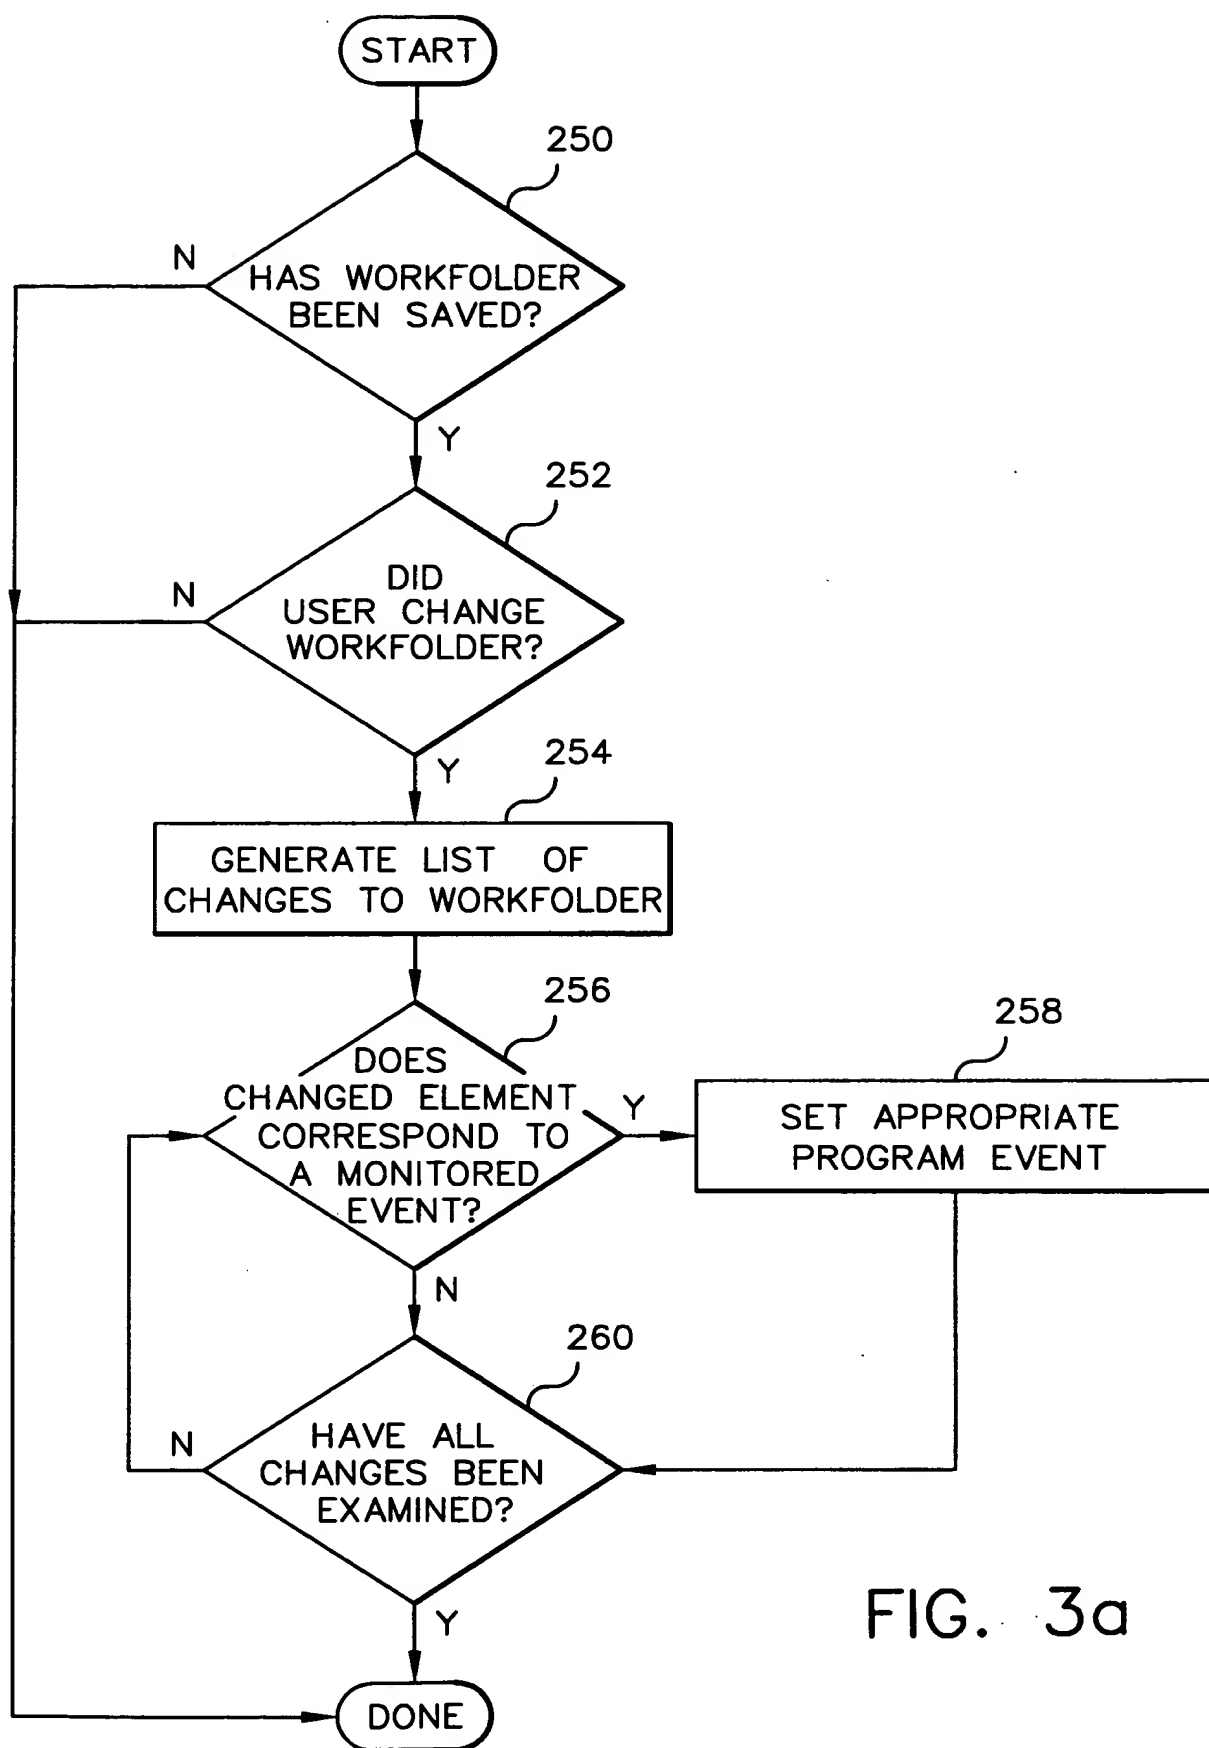 START
250
N
HAS WORKFOLDER
BEEN SAVED?
Y
252
N
DID
USER CHANGE
WORKFOLDER?
Y
254
GENERATE LIST OF
CHANGES TO WORKFOLDER
256
DOES
CHANGED ELEMENT
CORRESPOND TO
A MONITORED
EVENT?
Y
258
SET APPROPRIATE
PROGRAM EVENT
N
260
N
HAVE ALL
CHANGES BEEN
EXAMINED?
Y
DONE
FIG. 3a